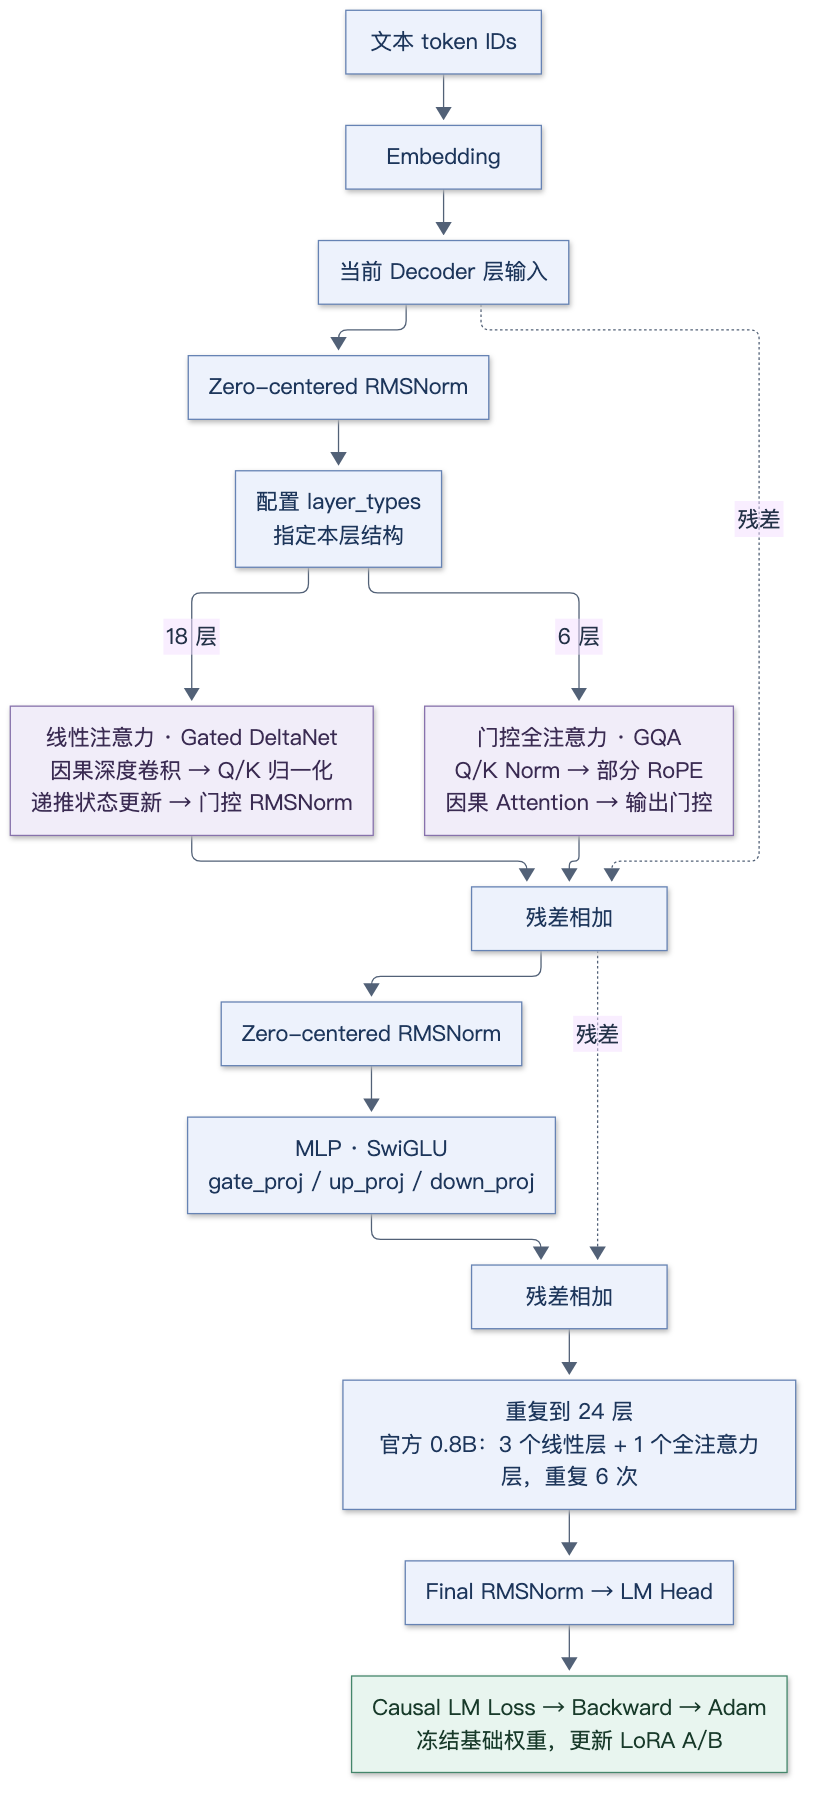 文本 token IDs
Embedding
当前 Decoder 层输入
Zero-centered RMSNorm
配置 layer_types
指定本层结构
残差
18 层
6 层
线性注意力 · Gated DeltaNet
因果深度卷积 → Q/K 归一化
递推状态更新 → 门控 RMSNorm
门控全注意力 · GQA
Q/K Norm → 部分 RoPE
因果 Attention → 输出门控
残差相加
Zero-centered RMSNorm
残差
MLP · SwiGLU
gate_proj / up_proj / down_proj
残差相加
重复到 24 层
官方 0.8B：3 个线性层 + 1 个全注意力
层，重复 6 次
Final RMSNorm → LM Head
Causal LM Loss → Backward → Adam
冻结基础权重，更新 LoRA A/B